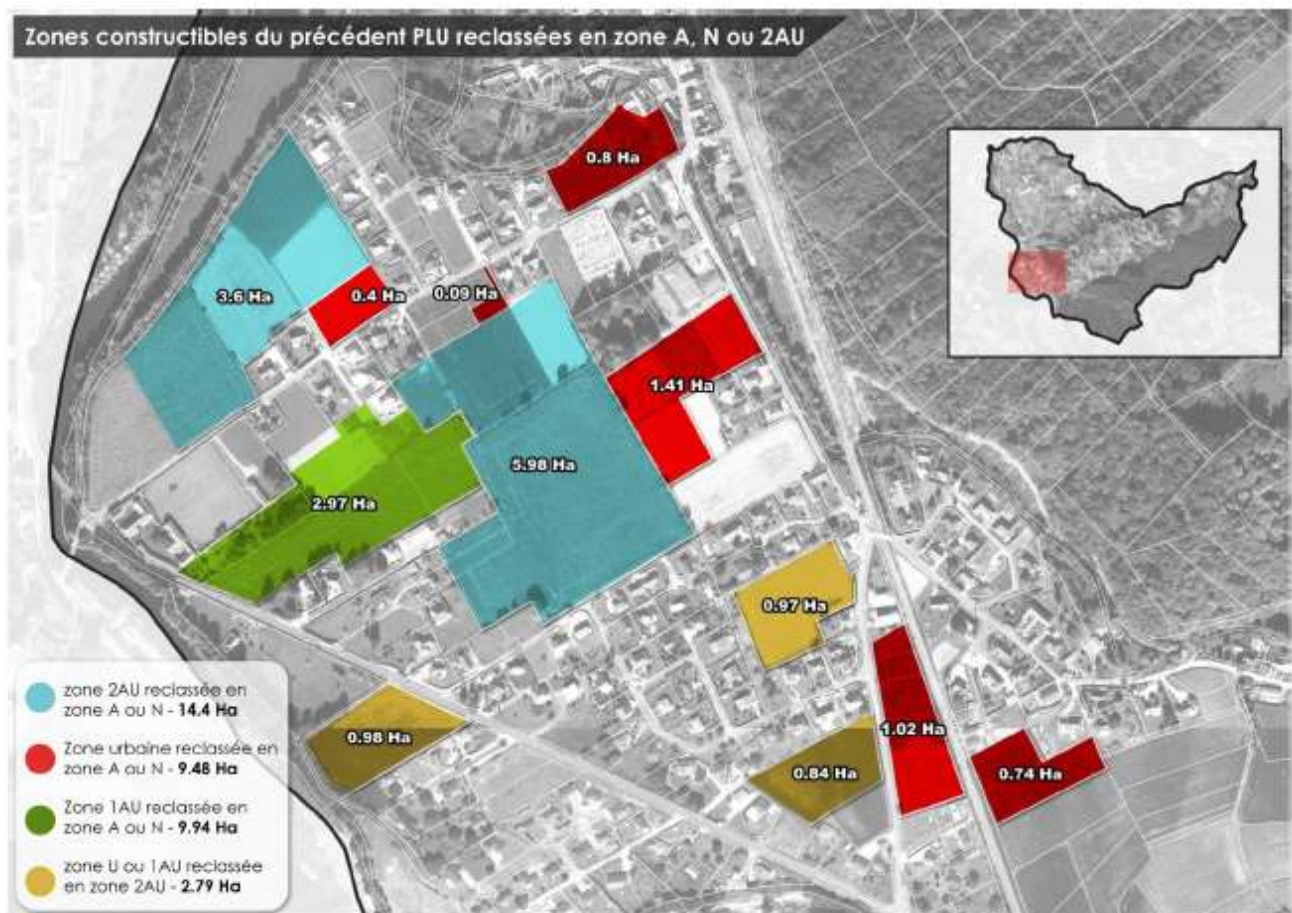 Zones constructibles du précédent PLU reclassées en zone A, N ou 2AU
0.8 Ha
3.6 Ha
0.4 Ha
0.09 Ha
1.41 Ha
5.98 Ha
2.97 Ha
0.97 Ha
0.98 Ha
1.02 Ha
0.84 Ha
0.74 Ha
zone 2AU reclassée en
zone A ou N - 14.4 Ha
Zone urbaine reclassée en
zone A ou N - 9.48 Ha
Zone 1AU reclassée en
zone A ou N - 9.94 Ha
zone U ou 1AU reclassée
en zone 2AU - 2.79 Ha